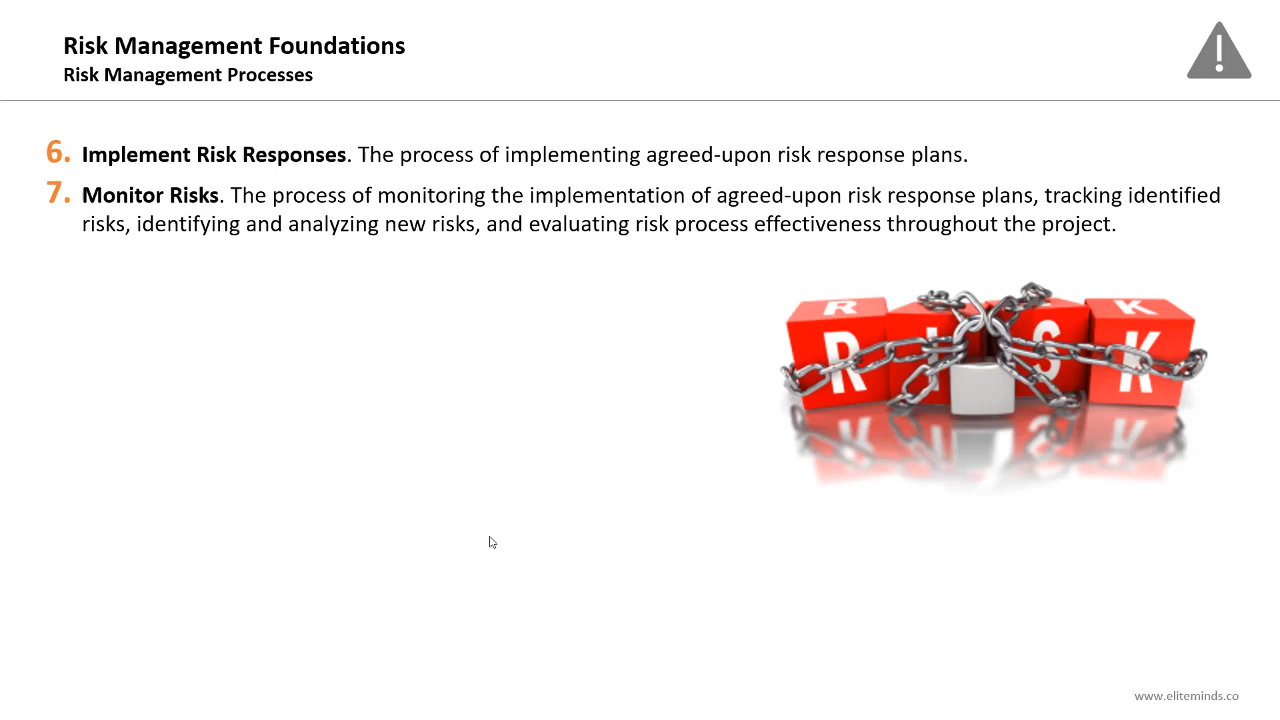 Risk Management Foundations
Risk Management Processes
6. Implement Risk Responses. The process of implementing agreed-upon risk response plans.
7. Monitor Risks. The process of monitoring the implementation of agreed-upon risk response plans, tracking identified
risks, identifying and analyzing new risks, and evaluating risk process effectiveness throughout the project.
R K
R I S K
www.eliteminds.co